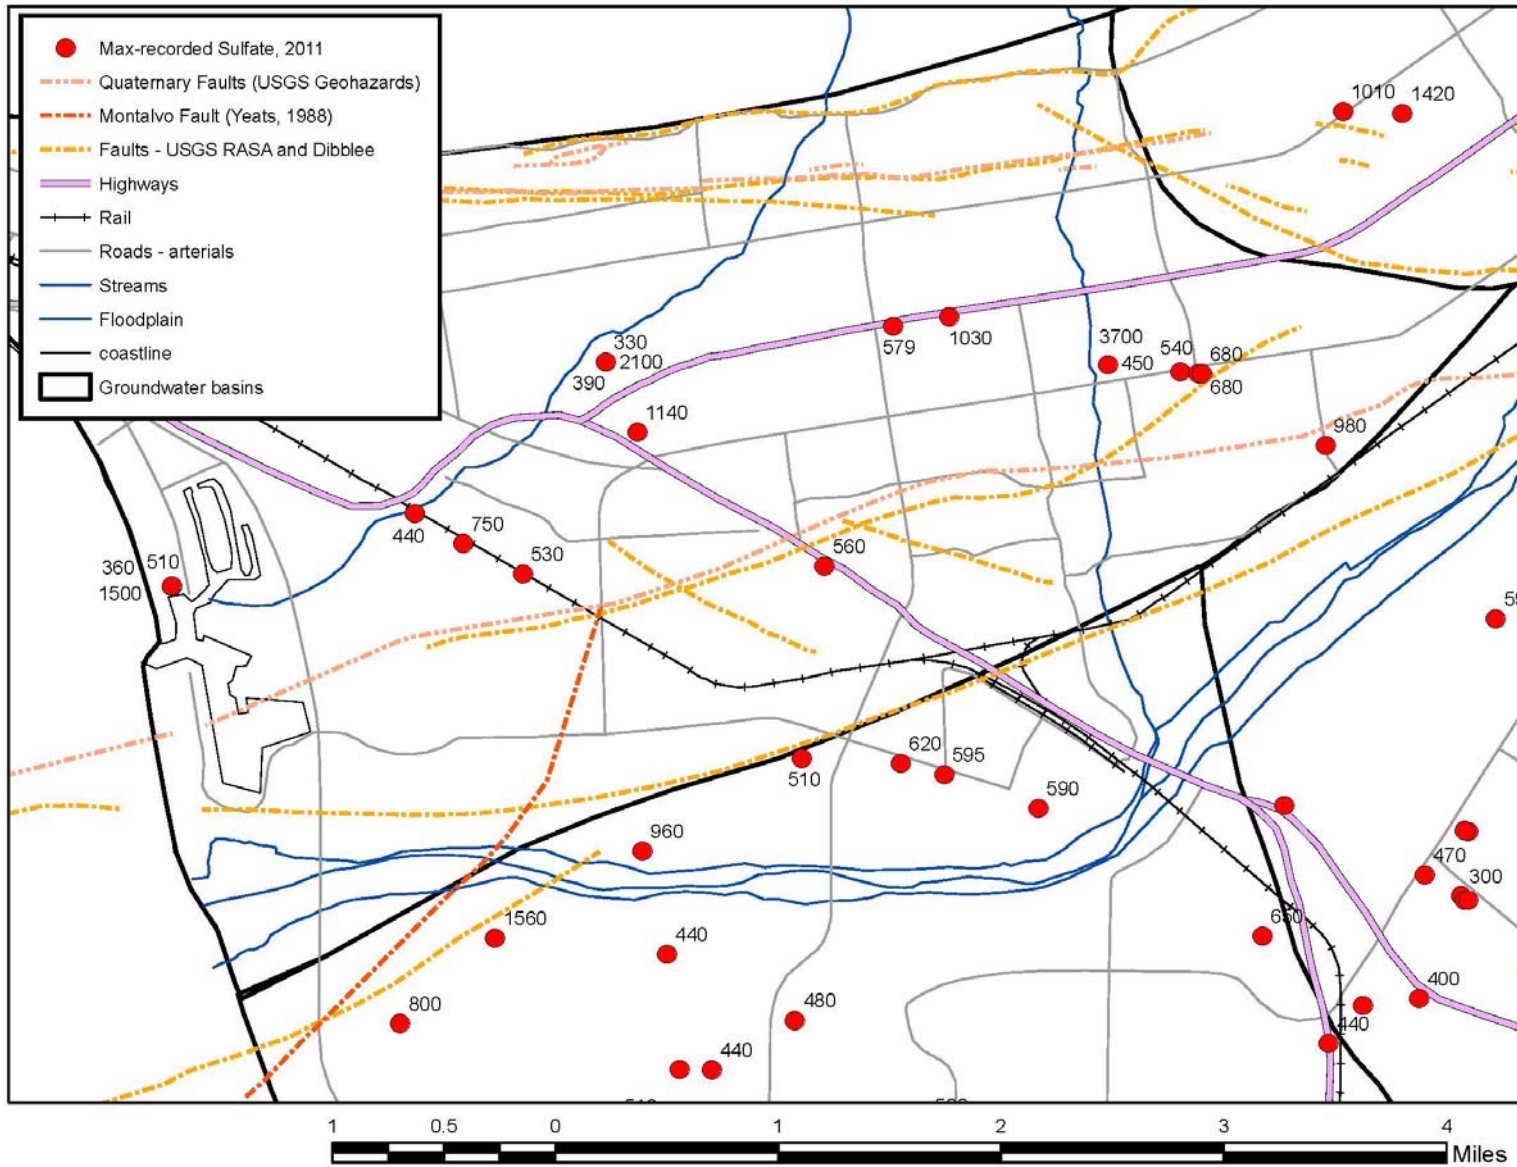 Max-recorded Sulfate, 2011
Quaternary Faults (USGS Geohazards)
Montalvo Fault (Yeats, 1988)
Faults - USGS RASA and Dibblee
Highways
Rail
Roads - arterials
Streams
Floodplain
coastline
Groundwater basins
1010 1420
330
2100
390
579
1030
3700
450
540
680
680
1140
980
440
750
530
560
360
510
1500
510
620
595
590
960
470
300
1560
440
650
800
480
400
440
440
1 0.5 0 1 2 3 4
Miles